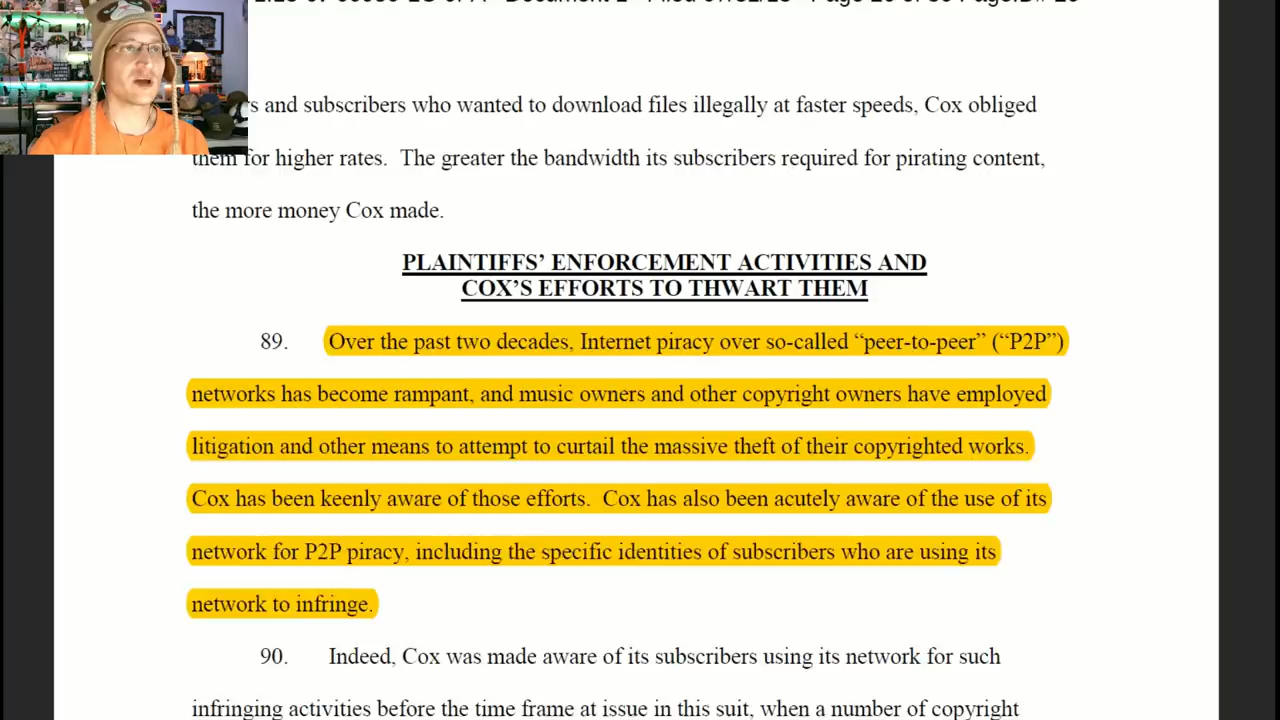 s and subscribers who wanted to download files illegally at faster speeds, Cox obliged
them for higher rates.  The greater the bandwidth its subscribers required for pirating content,
the more money Cox made.
PLAINTIFFS’ ENFORCEMENT ACTIVITIES AND
COX’S EFFORTS TO THWART THEM
89. Over the past two decades, Internet piracy over so-called “peer-to-peer” (“P2P”)
networks has become rampant, and music owners and other copyright owners have employed
litigation and other means to attempt to curtail the massive theft of their copyrighted works.
Cox has been keenly aware of those efforts.  Cox has also been acutely aware of the use of its
network for P2P piracy, including the specific identities of subscribers who are using its
network to infringe.
90. Indeed, Cox was made aware of its subscribers using its network for such
infringing activities before the time frame at issue in this suit, when a number of copyright